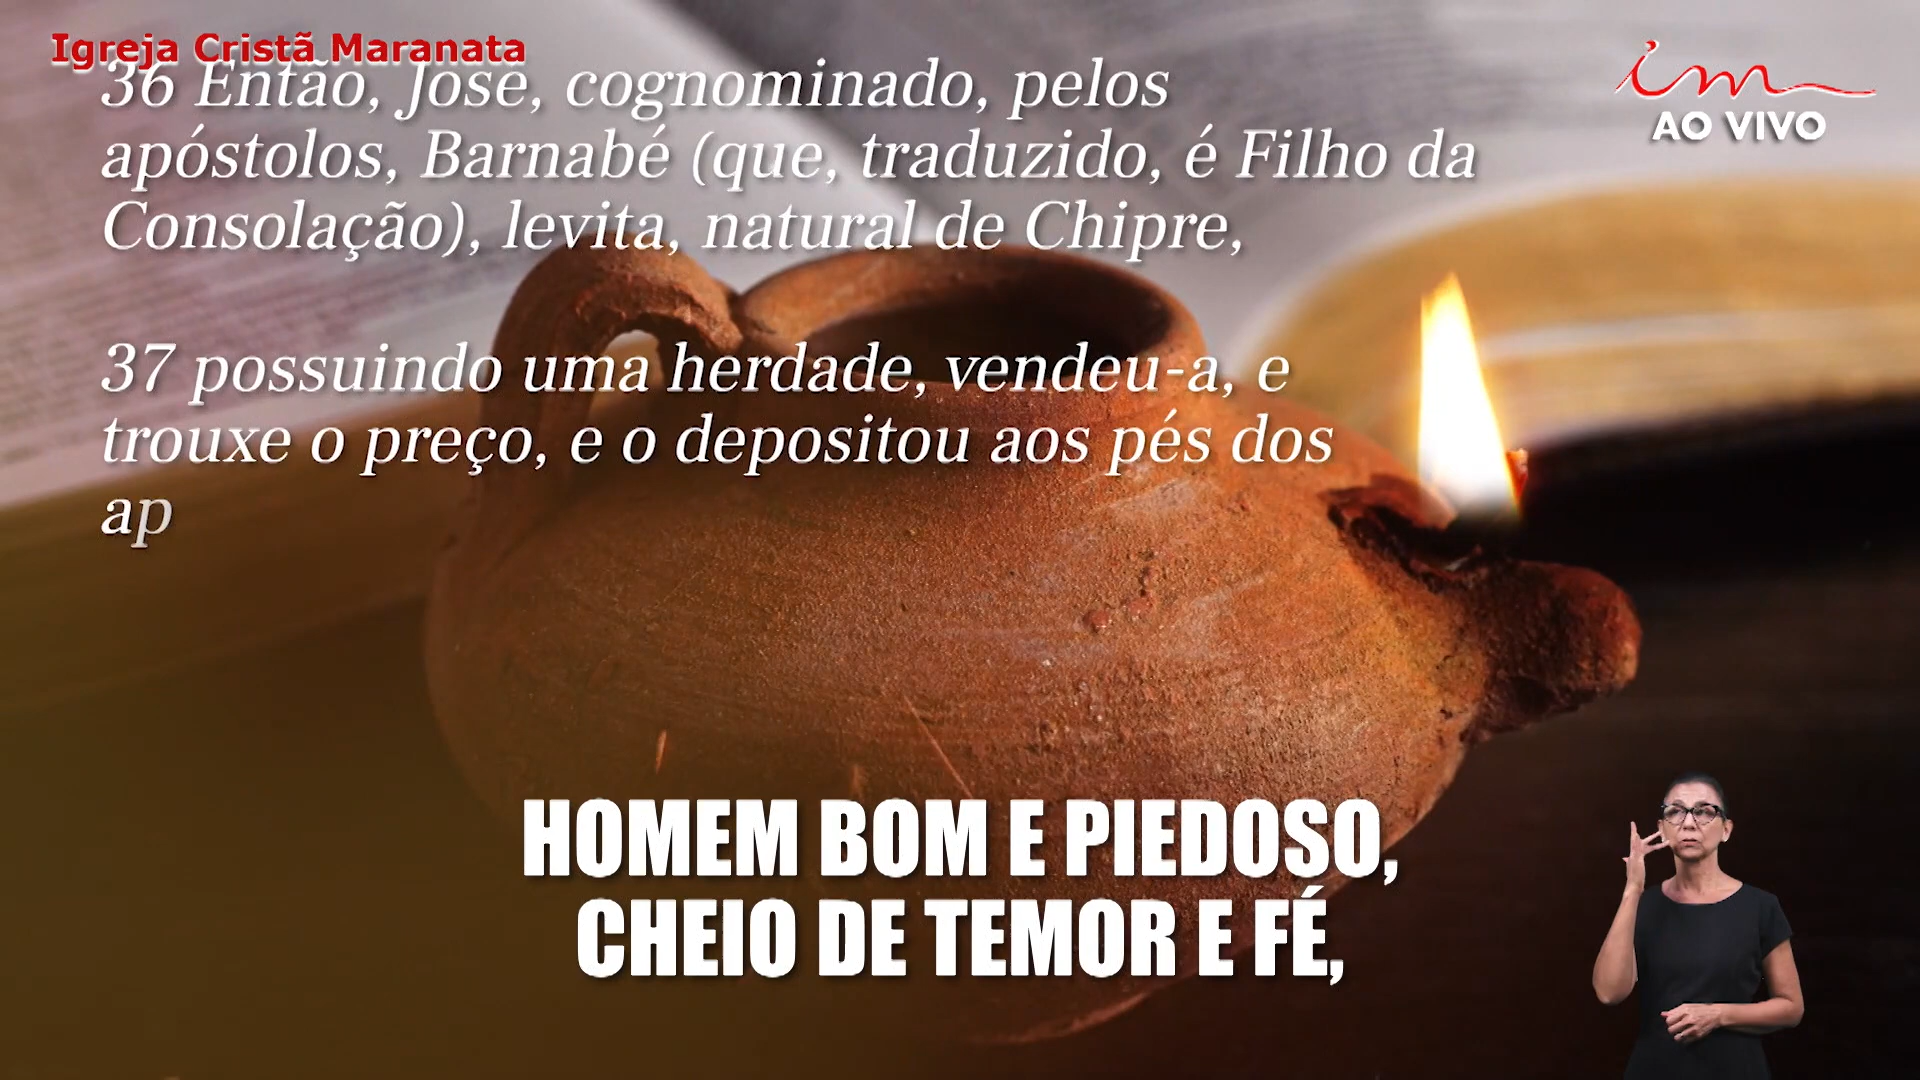 Igreja Cristã Maranata
36 Então, José, cognominado, pelos
apóstolos, Barnabé (que, traduzido, é Filho da
Consolação), levita, natural de Chipre,
37 possuindo uma herdade, vendeu-a, e
trouxe o preço, e o depositou aos pés dos
ap
im
AO VIVO
HOMEM BOM E PIEDOSO,
CHEIO DE TEMOR E FÉ,